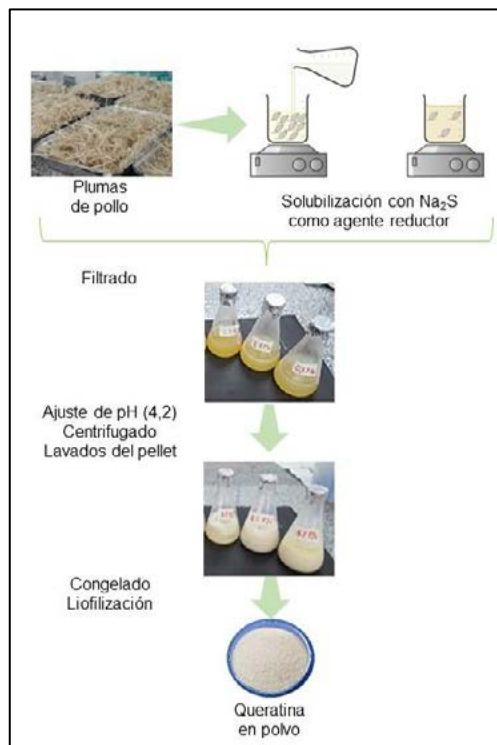 Plumas
de pollo
Solubilización con Na₂S
como agente reductor
Filtrado
Ajuste de pH (4,2)
Centrifugado
Lavados del pellet
Congelado
Liofilización
Queratina
en polvo